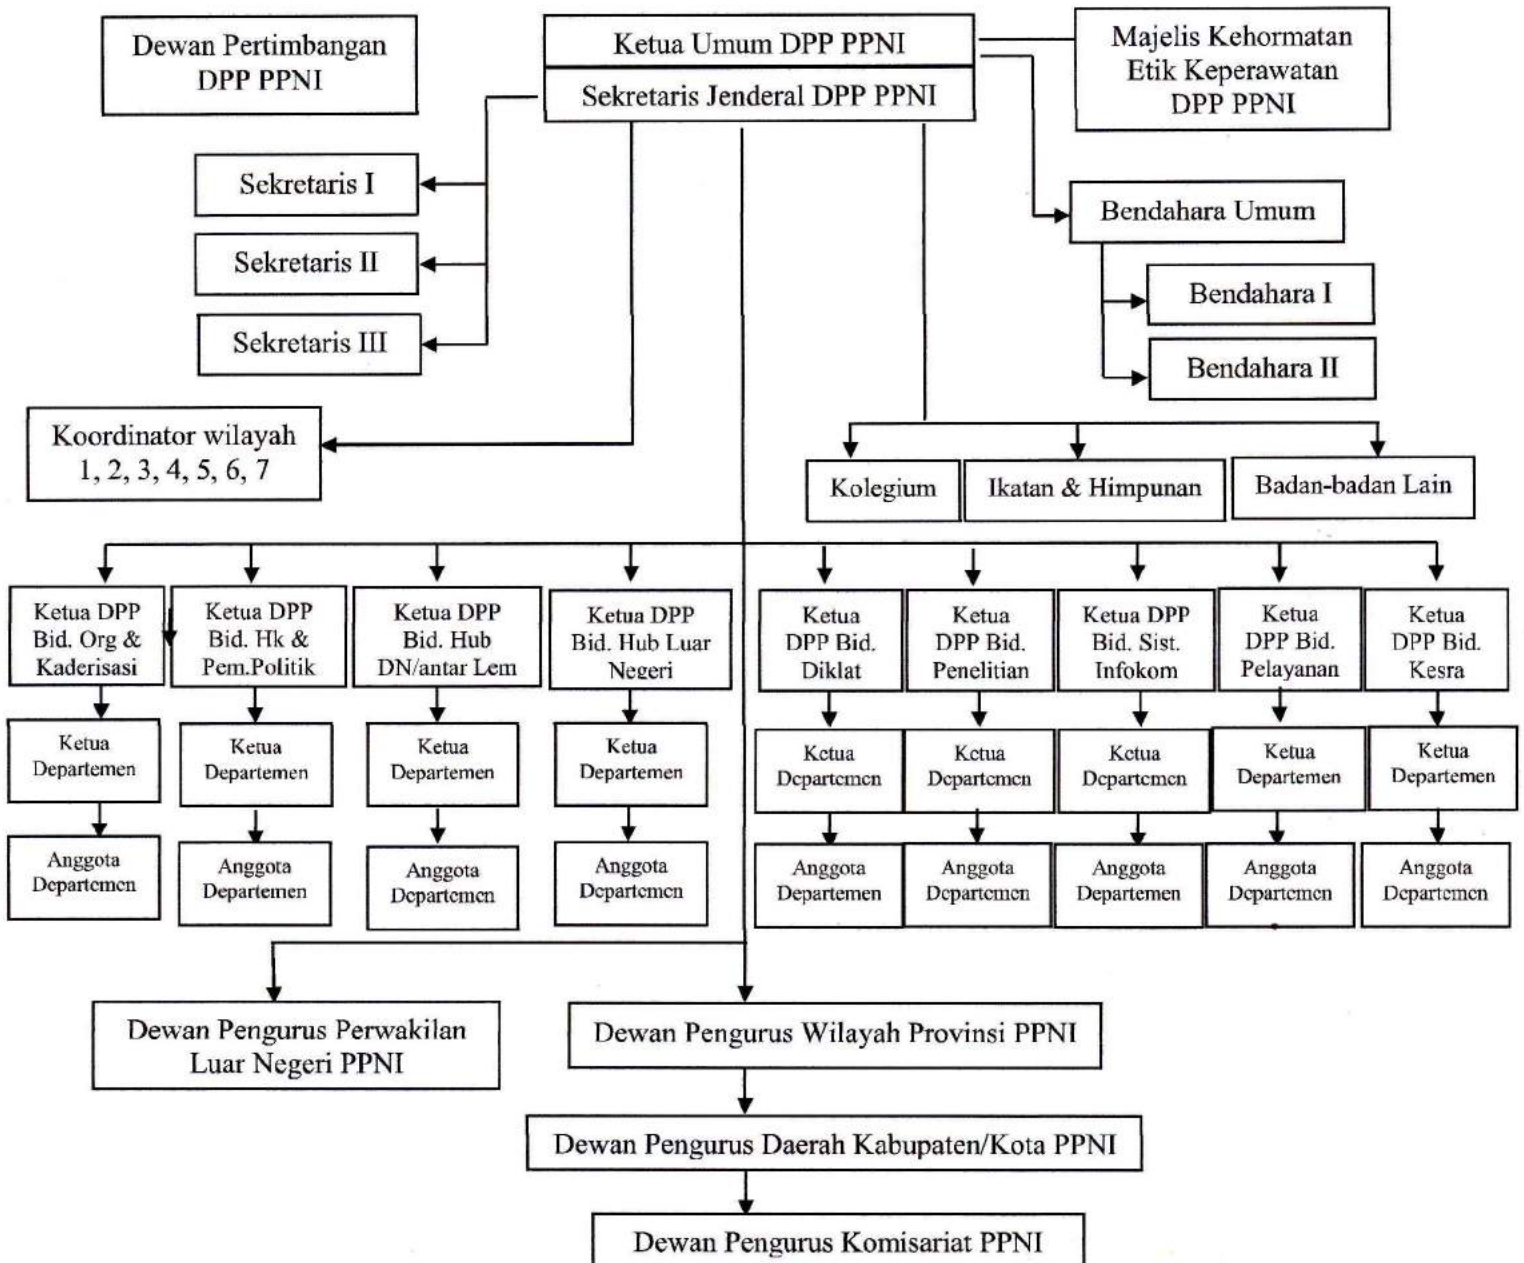 Dewan Pertimbangan
DPP PPNI
Ketua Umum DPP PPNI
Sekretaris Jenderal DPP PPNI
Majelis Kehormatan
Etik Keperawatan
DPP PPNI
Sekretaris I
Sekretaris II
Sekretaris III
Bendahara Umum
Bendahara I
Bendahara II
Koordinator wilayah
1, 2, 3, 4, 5, 6, 7
Kolegium
Ikatan & Himpunan
Badan-badan Lain
Ketua DPP
Bid. Org &
Kaderisasi
Ketua DPP
Bid. Hk &
Pem.Politik
Ketua DPP
Bid. Hub
DN/antar Lem
Ketua DPP
Bid. Hub Luar
Negeri
Ketua
DPP Bid.
Diklat
Ketua
DPP Bid.
Penelitian
Ketua DPP
Bid. Sist.
Infokom
Ketua
DPP Bid.
Pelayanan
Ketua
DPP Bid.
Kesra
Ketua
Departemen
Ketua
Departemen
Ketua
Departemen
Ketua
Departemen
Ketua
Departemen
Ketua
Departemen
Ketua
Departemen
Ketua
Departemen
Ketua
Departemen
Anggota
Departemen
Anggota
Departemen
Anggota
Departemen
Anggota
Departemen
Anggota
Departemen
Anggota
Departemen
Anggota
Departemen
Anggota
Departemen
Anggota
Departemen
Dewan Pengurus Perwakilan
Luar Negeri PPNI
Dewan Pengurus Wilayah Provinsi PPNI
Dewan Pengurus Daerah Kabupaten/Kota PPNI
Dewan Pengurus Komisariat PPNI